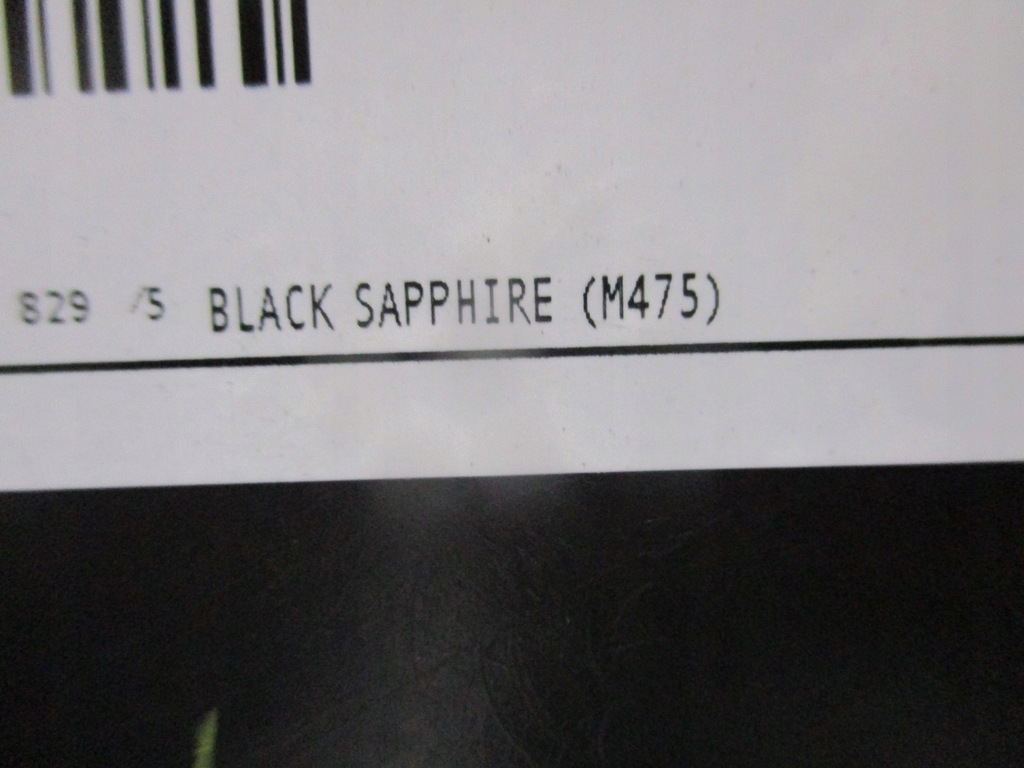 829 /5 BLACK SAPPHIRE (M475)